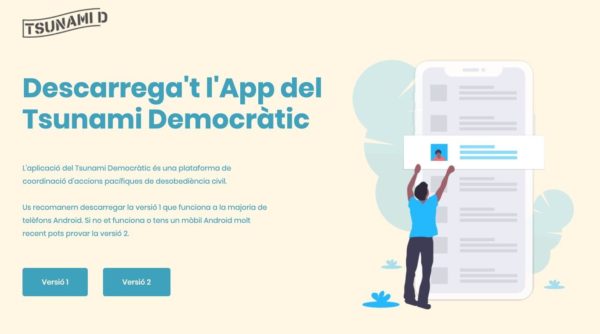 TSUNAMI D
Descarrega't l'App del
Tsunami Democràtic
L'aplicació del Tsunami Democràtic és una plataforma de
coordinació d'accions pacífiques de desobediència civil.
Us recomanem descarregar la versió 1 que funciona a la majoria de
telèfons Android. Si no et funciona o tens un mòbil Android molt
recent pots provar la versió 2.
Versió 1
Versió 2